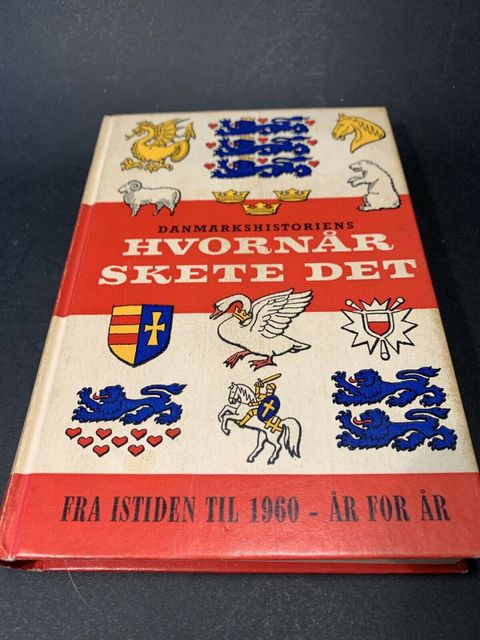 DANMARKSHISTORIENS
HVORNÅR
SKETE DET
FRA ISTIDEN TIL 1960 - ÅR FOR ÅR